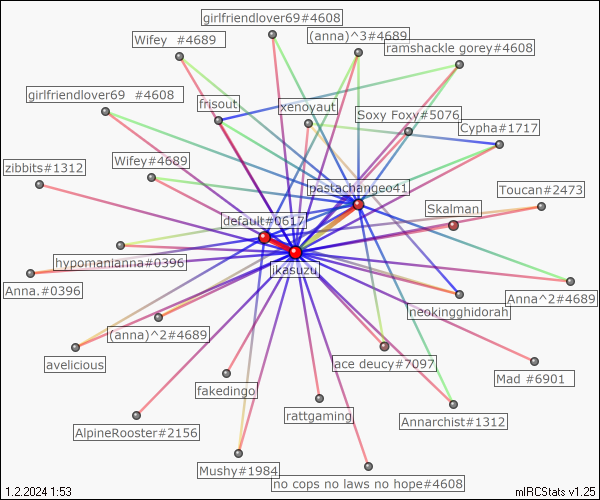 girlfriendlover69#4608
Wifey  #4689
(anna)^3#4689
ramshackle gorey#4608
girlfriendlover69  #4608
frisout
xenoyaut
Soxy Foxy#5076
Cypha#1717
zibbits#1312
Wifey#4689
pastachangeo41
Toucan#2473
default#0617
Skalman
hypomanianna#0396
jkasuzu
Anna.#0396
Anna^2#4689
neokingghidorah
(anna)^2#4689
avelicious
ace deucy#7097
Mad #6901
fakedingo
rattgaming
Annarchist#1312
AlpineRooster#2156
Mushy#1984
no cops no laws no hope#4608
1.2.2024 1:53
mIRCStats v1.25